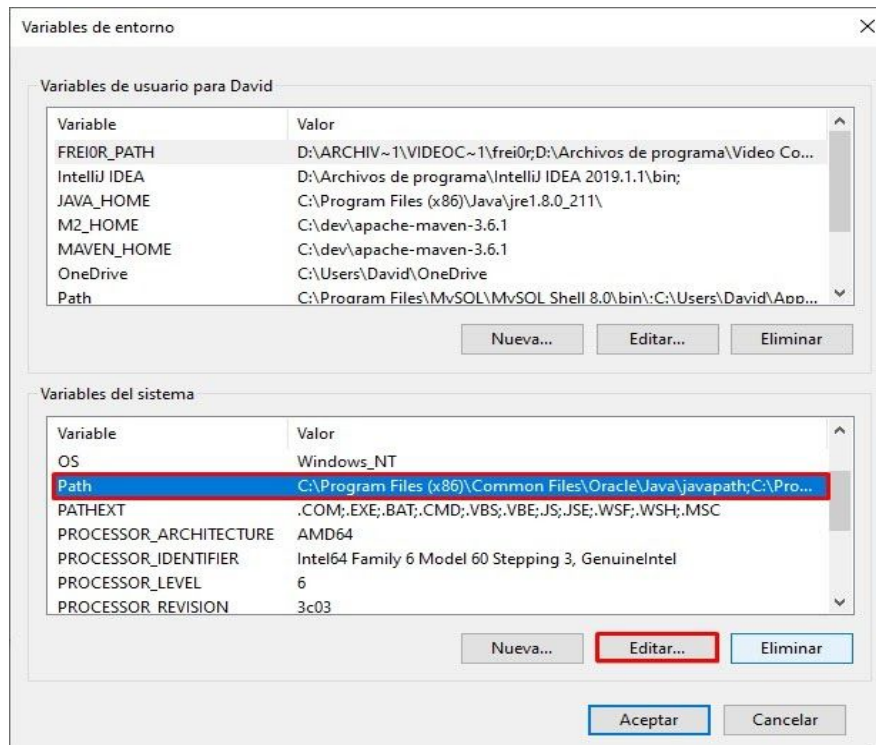 Variables de entorno
Variables de usuario para David
Variable Valor
FREI0R_PATH D:\ARCHIV~1\VIDEOC~1\frei0r;D:\Archivos de programa\Video Co...
IntelliJ IDEA D:\Archivos de programa\IntelliJ IDEA 2019.1.1\bin;
JAVA_HOME C:\Program Files (x86)\Java\jre1.8.0_211\
M2_HOME C:\dev\apache-maven-3.6.1
MAVEN_HOME C:\dev\apache-maven-3.6.1
OneDrive C:\Users\David\OneDrive
Path C:\Program Files\MySQL\MySQL Shell 8.0\bin\;C:\Users\David\App...
Nueva... Editar... Eliminar
Variables del sistema
Variable Valor
OS Windows_NT
Path C:\Program Files (x86)\Common Files\Oracle\Java\javapath;C:\Pro...
PATHEXT .COM;.EXE;.BAT;.CMD;.VBS;.VBE;.JS;.JSE;.WSF;.WSH;.MSC
PROCESSOR_ARCHITECTURE AMD64
PROCESSOR_IDENTIFIER Intel64 Family 6 Model 60 Stepping 3, GenuineIntel
PROCESSOR_LEVEL 6
PROCESSOR_REVISION 3c03
Nueva... Editar... Eliminar
Aceptar Cancelar